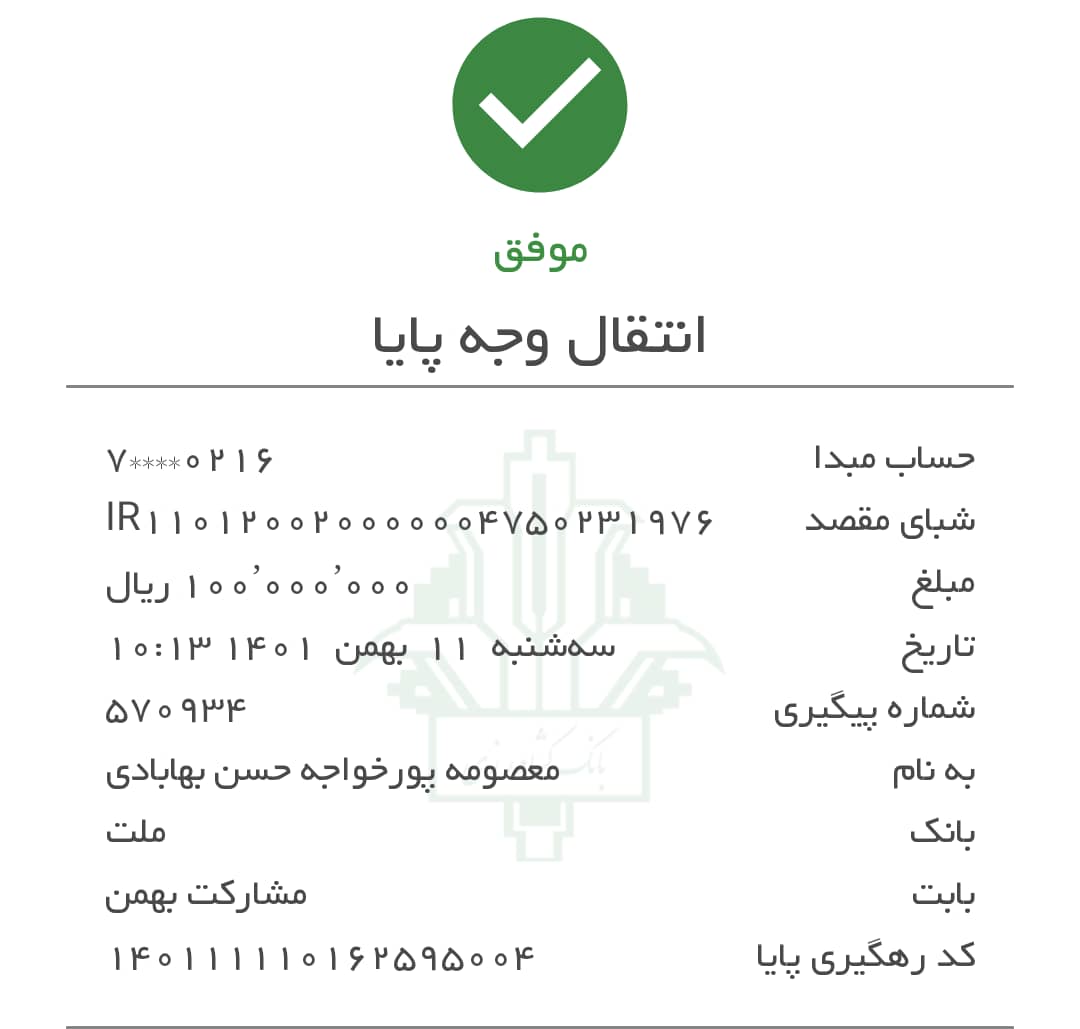 موفق
انتقال وجه پایا
حساب مبدا ۷****۰۲۱۶
شبای مقصد IR۱۱۰۱۲۰۰۲۰۰۰۰۰۰۴۷۵۰۲۳۱۹۷۶
مبلغ ۱۰۰٬۰۰۰٬۰۰۰ ریال
تاریخ سه‌شنبه ۱۱ بهمن ۱۴۰۱ ۱۰:۱۳
شماره پیگیری ۵۷۰۹۳۴
به نام معصومه پورخواجه حسن بهابادی
بانک ملت
بابت مشارکت بهمن
کد رهگیری پایا ۱۴۰۱۱۱۱۱۰۱۶۲۵۹۵۰۰۴
بانک کشاورزی